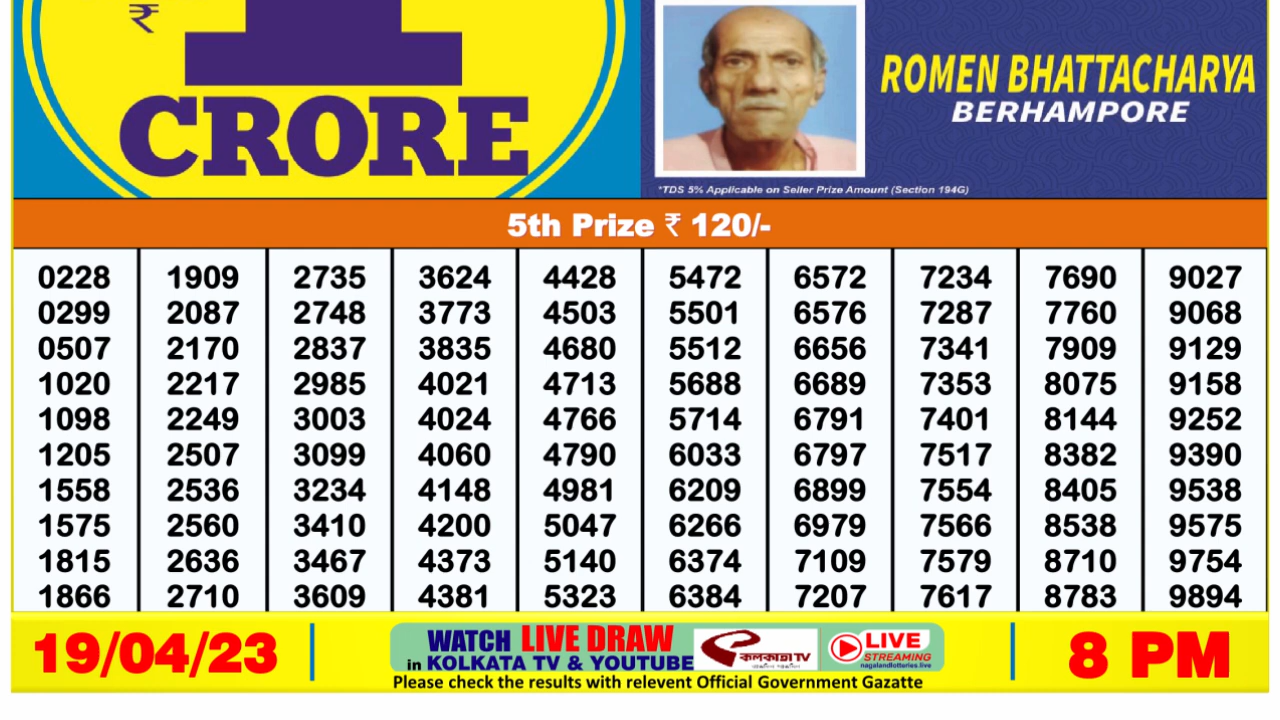 ₹ 1
CRORE
ROMEN BHATTACHARYA
BERHAMPORE
*TDS 5% Applicable on Seller Prize Amount (Section 194G)
5th Prize ₹ 120/-
0228 1909 2735 3624 4428 5472 6572 7234 7690 9027
0299 2087 2748 3773 4503 5501 6576 7287 7760 9068
0507 2170 2837 3835 4680 5512 6656 7341 7909 9129
1020 2217 2985 4021 4713 5688 6689 7353 8075 9158
1098 2249 3003 4024 4766 5714 6791 7401 8144 9252
1205 2507 3099 4060 4790 6033 6797 7517 8382 9390
1558 2536 3234 4148 4981 6209 6899 7554 8405 9538
1575 2560 3410 4200 5047 6266 6979 7566 8538 9575
1815 2636 3467 4373 5140 6374 7109 7579 8710 9754
1866 2710 3609 4381 5323 6384 7207 7617 8783 9894
19/04/23
WATCH LIVE DRAW
in KOLKATA TV & YOUTUBE
কলকাতা TV
LIVE
STREAMING
nagalandlotteries.live
Please check the results with relevent Official Government Gazatte
8 PM